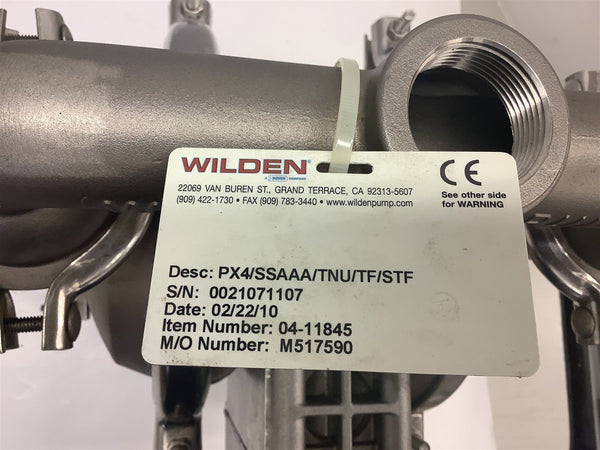 WILDEN®
A DOVER COMPANY
22069 VAN BUREN ST., GRAND TERRACE, CA 92313-5607
(909) 422-1730 • FAX (909) 783-3440 • www.wildenpump.com
CE
See other side
for WARNING
Desc: PX4/SSAAA/TNU/TF/STF
S/N: 0021071107
Date: 02/22/10
Item Number: 04-11845
M/O Number: M517590